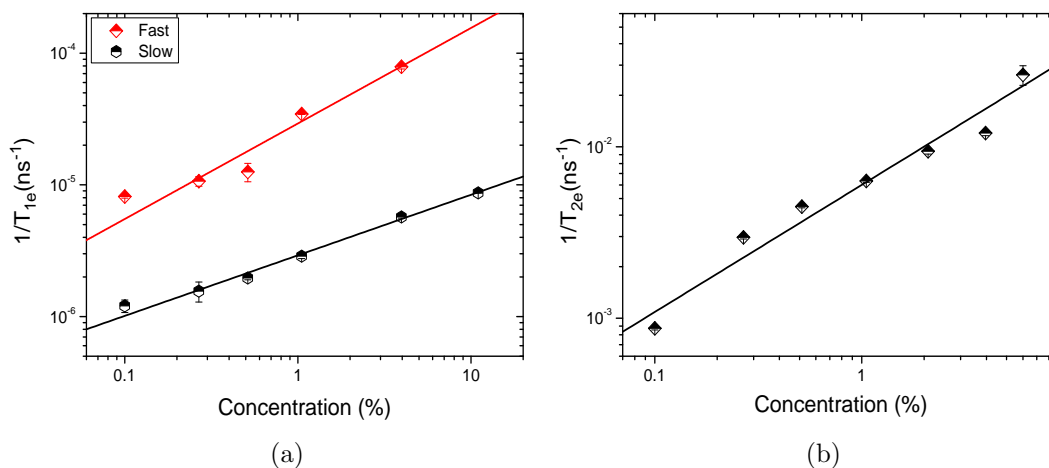 Fast
Slow
10⁻⁴
10⁻⁵
10⁻⁶
1/T₁ₑ(ns⁻¹)
0.1 1 10
Concentration (%)
(a)
10⁻²
10⁻³
1/T₂ₑ(ns⁻¹)
0.1 1
Concentration (%)
(b)